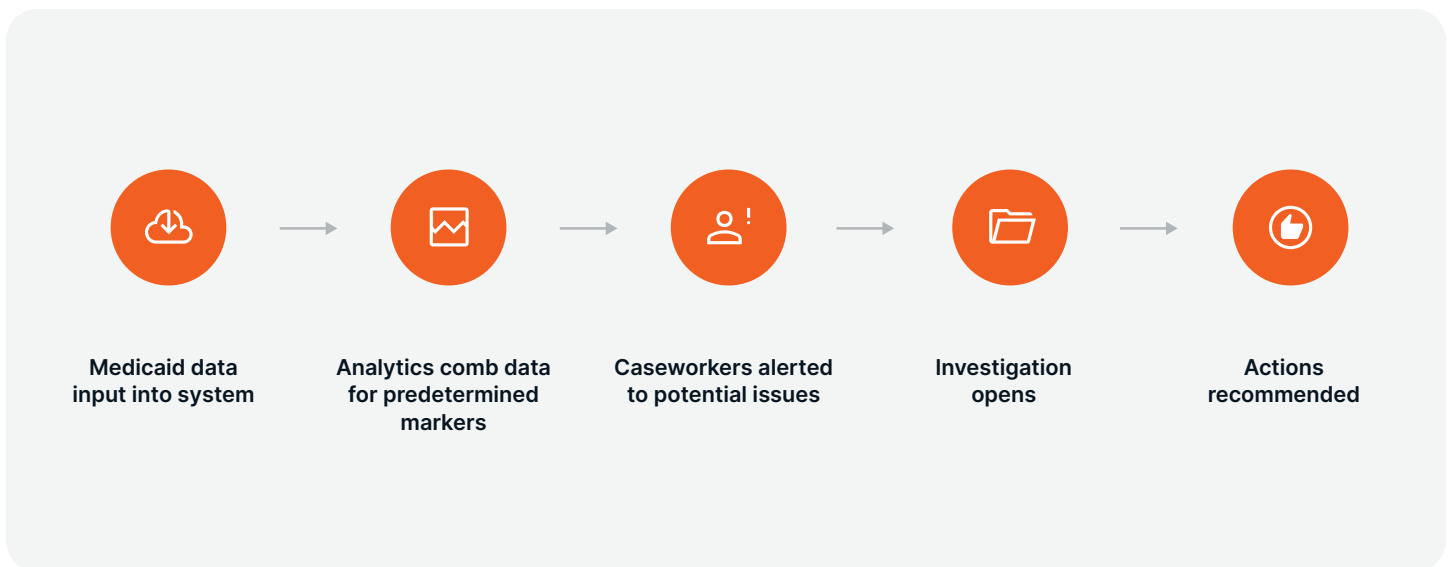 Medicaid data
input into system
Analytics comb data
for predetermined
markers
Caseworkers alerted
to potential issues
Investigation
opens
Actions
recommended